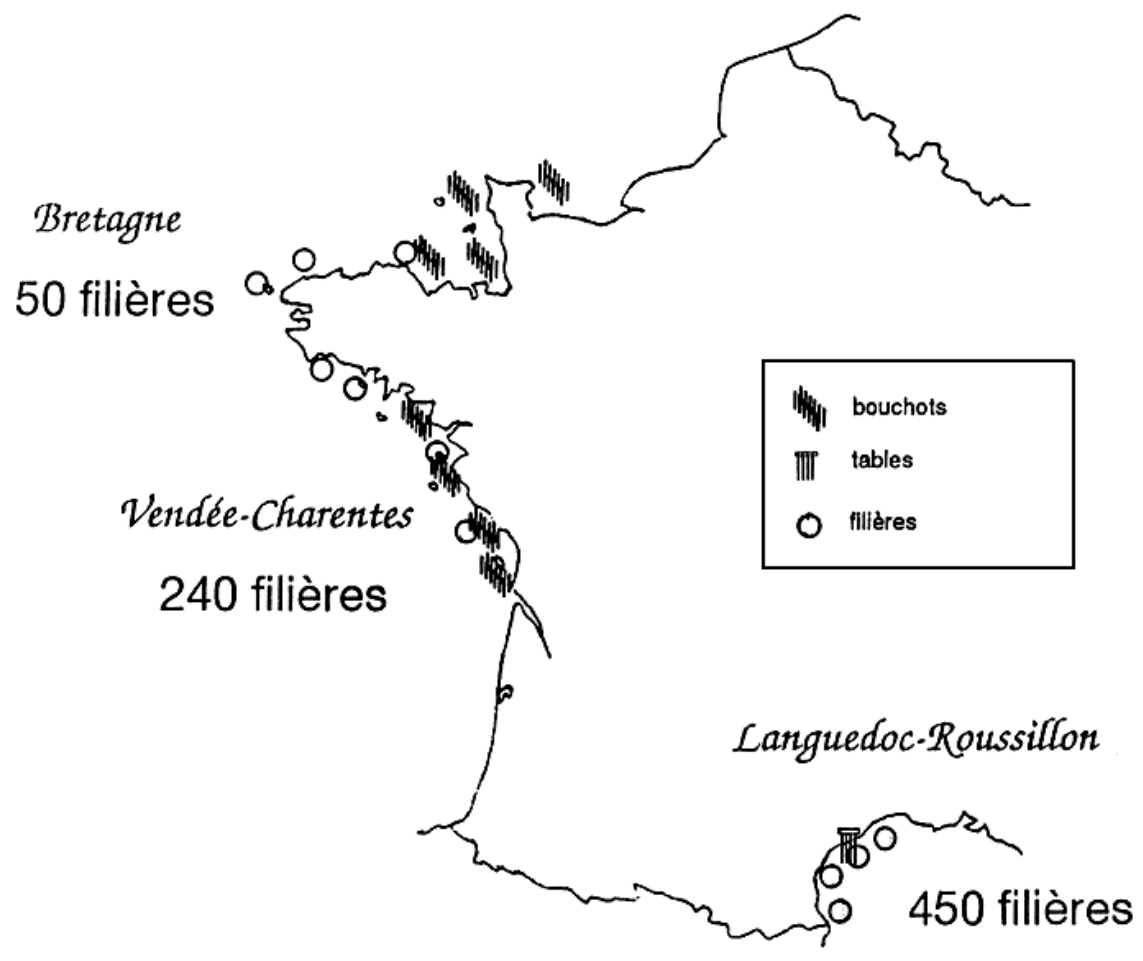 Bretagne
50 filières
bouchots
tables
filières
Vendée-Charentes
240 filières
Languedoc-Roussillon
450 filières